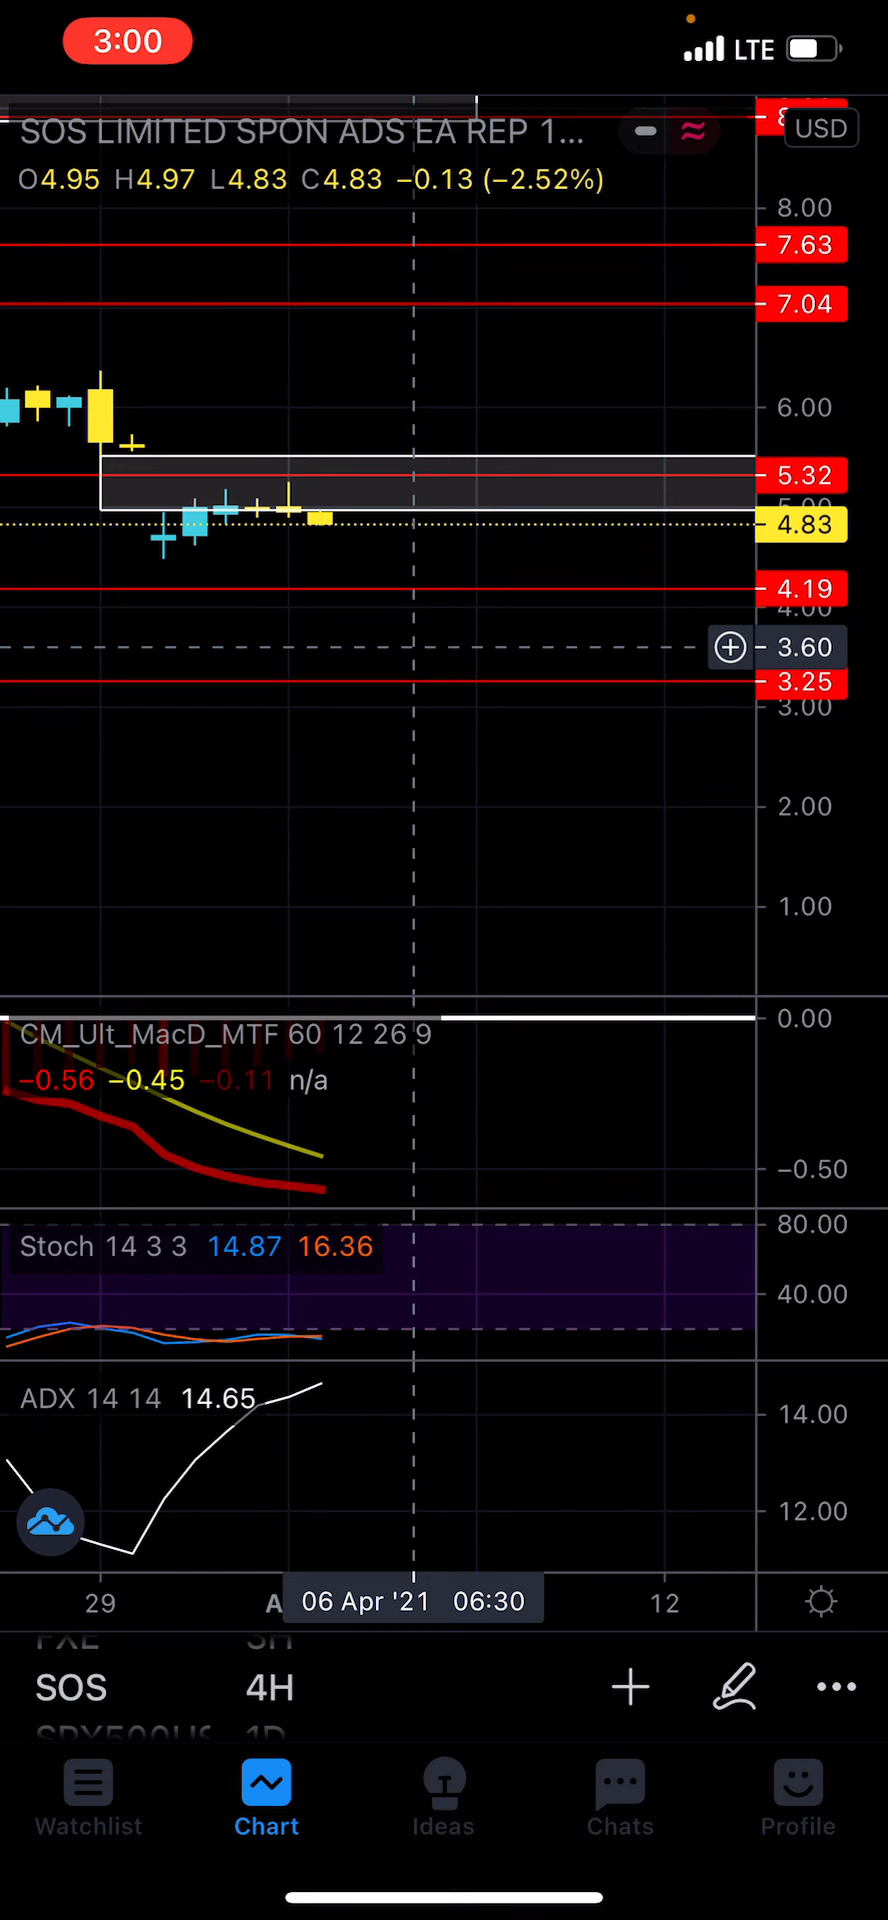 3:00
LTE
SOS LIMITED SPON ADS EA REP 1...
USD
O4.95 H4.97 L4.83 C4.83 −0.13 (−2.52%)
8.00
7.63
7.04
6.00
5.32
5.00
4.83
4.19
4.00
3.60
3.25
3.00
2.00
1.00
0.00
CM_Ult_MacD_MTF 60 12 26 9
−0.56 −0.45 −0.11 n/a
−0.50
80.00
Stoch 14 3 3 14.87 16.36
40.00
ADX 14 14 14.65
14.00
12.00
29 A 06 Apr '21 06:30 12
FXE 3H
SOS 4H
1D
Watchlist Chart Ideas Chats Profile